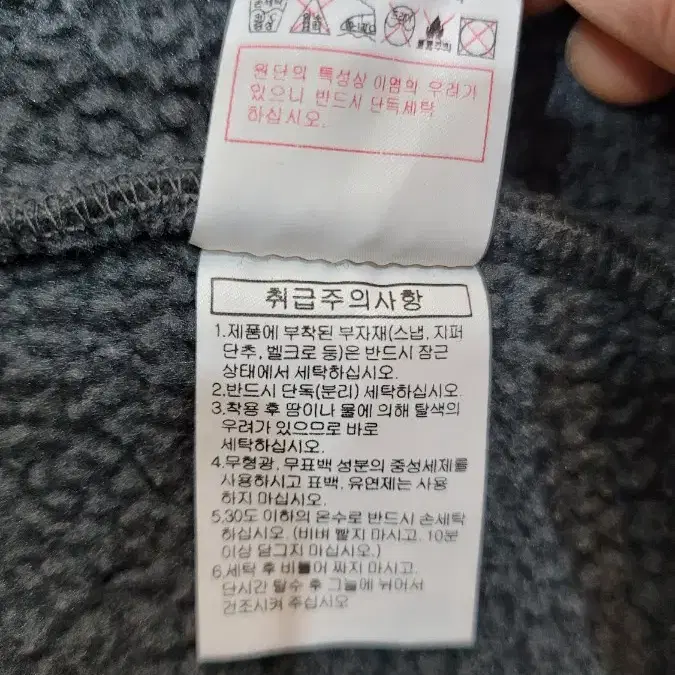 손세탁
중성
원단의 특성상 이염의 우려가
있으니 반드시 단독세탁
하십시오.
취급주의사항
1.제품에 부착된 부자재(스냅, 지퍼
단추, 벨크로 등)은 반드시 잠근
상태에서 세탁하십시오.
2.반드시 단독(분리) 세탁하십시오.
3.착용 후 땀이나 물에 의해 탈색의
우려가 있으므로 바로
세탁하십시오.
4.무형광, 무표백 성분의 중성세제를
사용하시고 표백, 유연제는 사용
하지 마십시오.
5.30도 이하의 온수로 반드시 손세탁
하십시오. (비벼 빨지 마시고, 10분
이상 담그지 마십시오.)
6.세탁 후 비틀어 짜지 마시고,
단시간 탈수 후 그늘에 뉘어서
건조시켜 주십시오